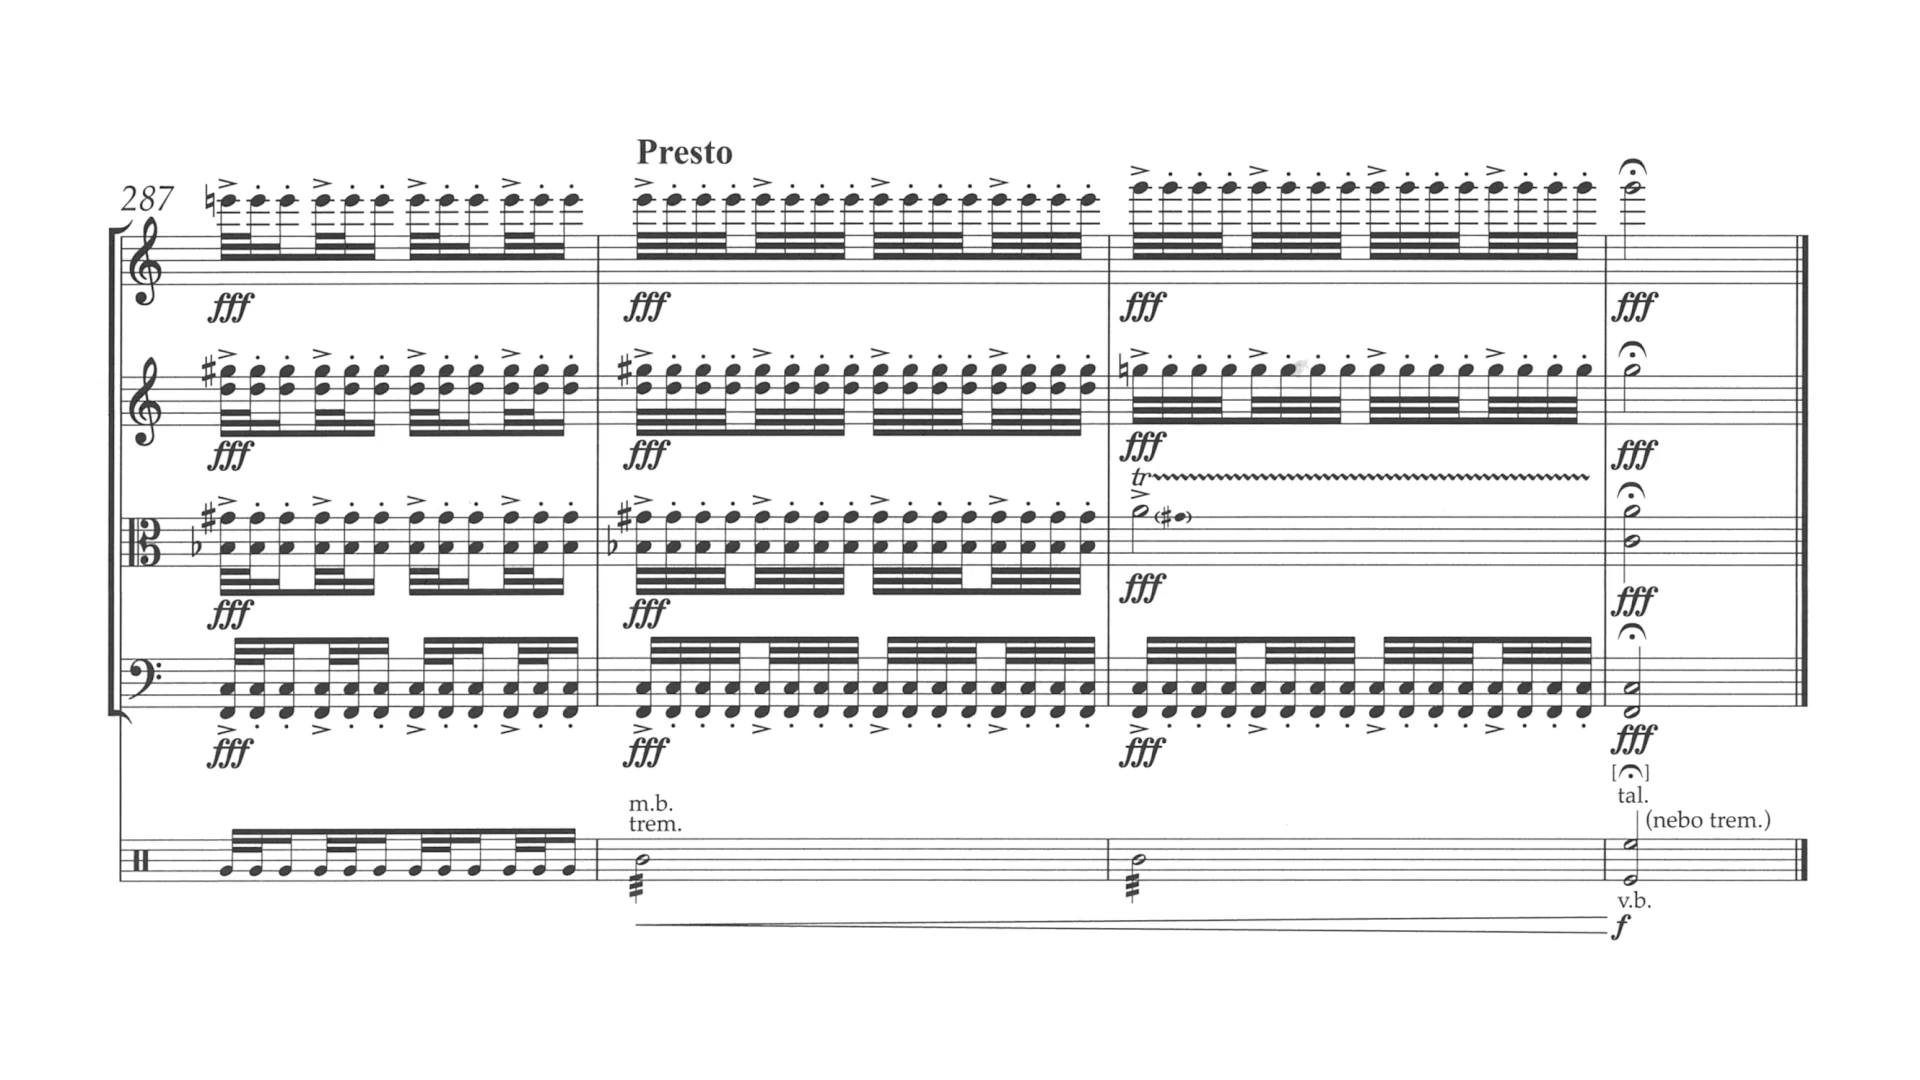 Presto
287
fff fff fff fff
fff fff fff fff
tr
fff fff fff fff
fff fff fff fff
m.b.
trem.
tal.
(nebo trem.)
v.b.
f